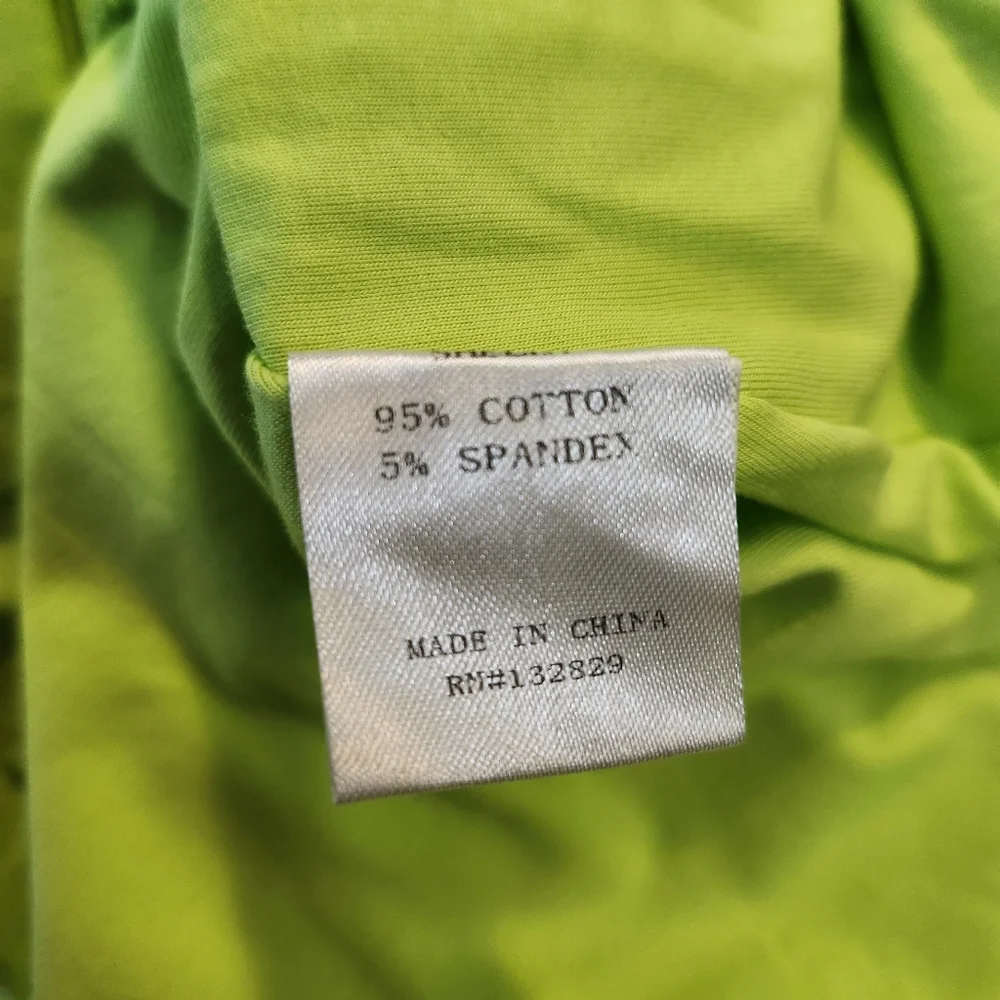 95% COTTON
5% SPANDEX
MADE IN CHINA
RN#132829